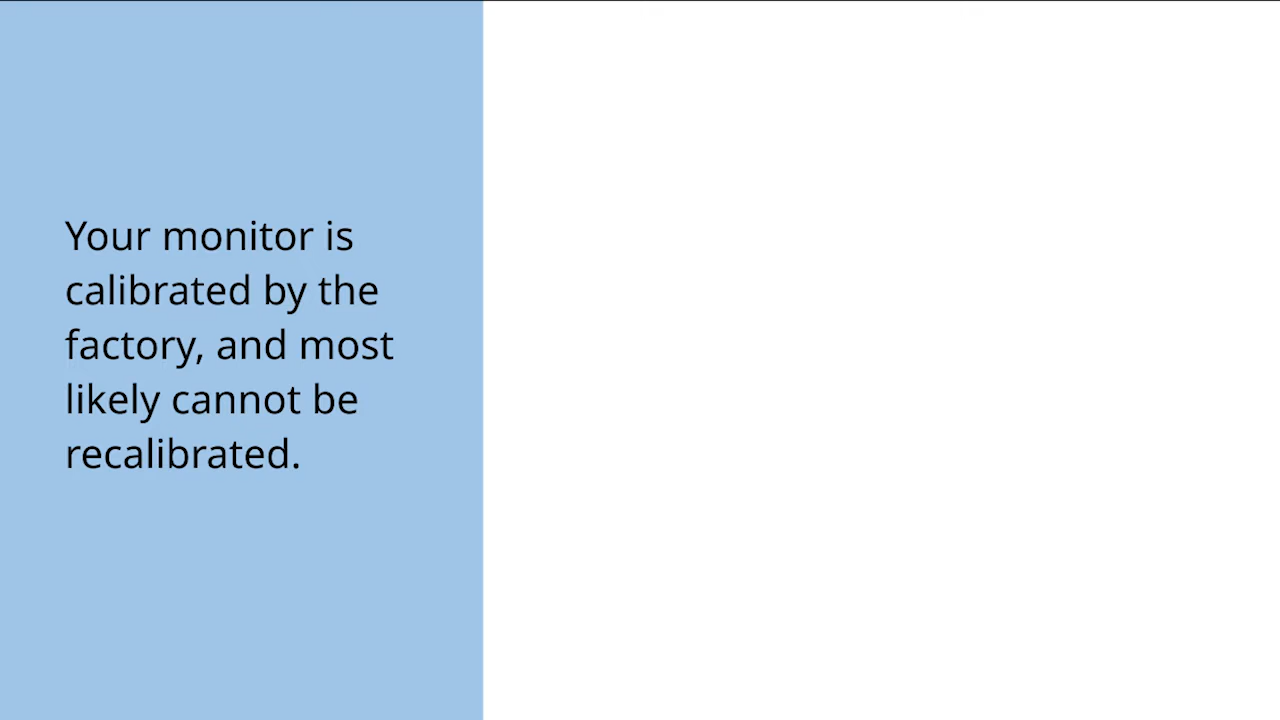 Your monitor is
calibrated by the
factory, and most
likely cannot be
recalibrated.